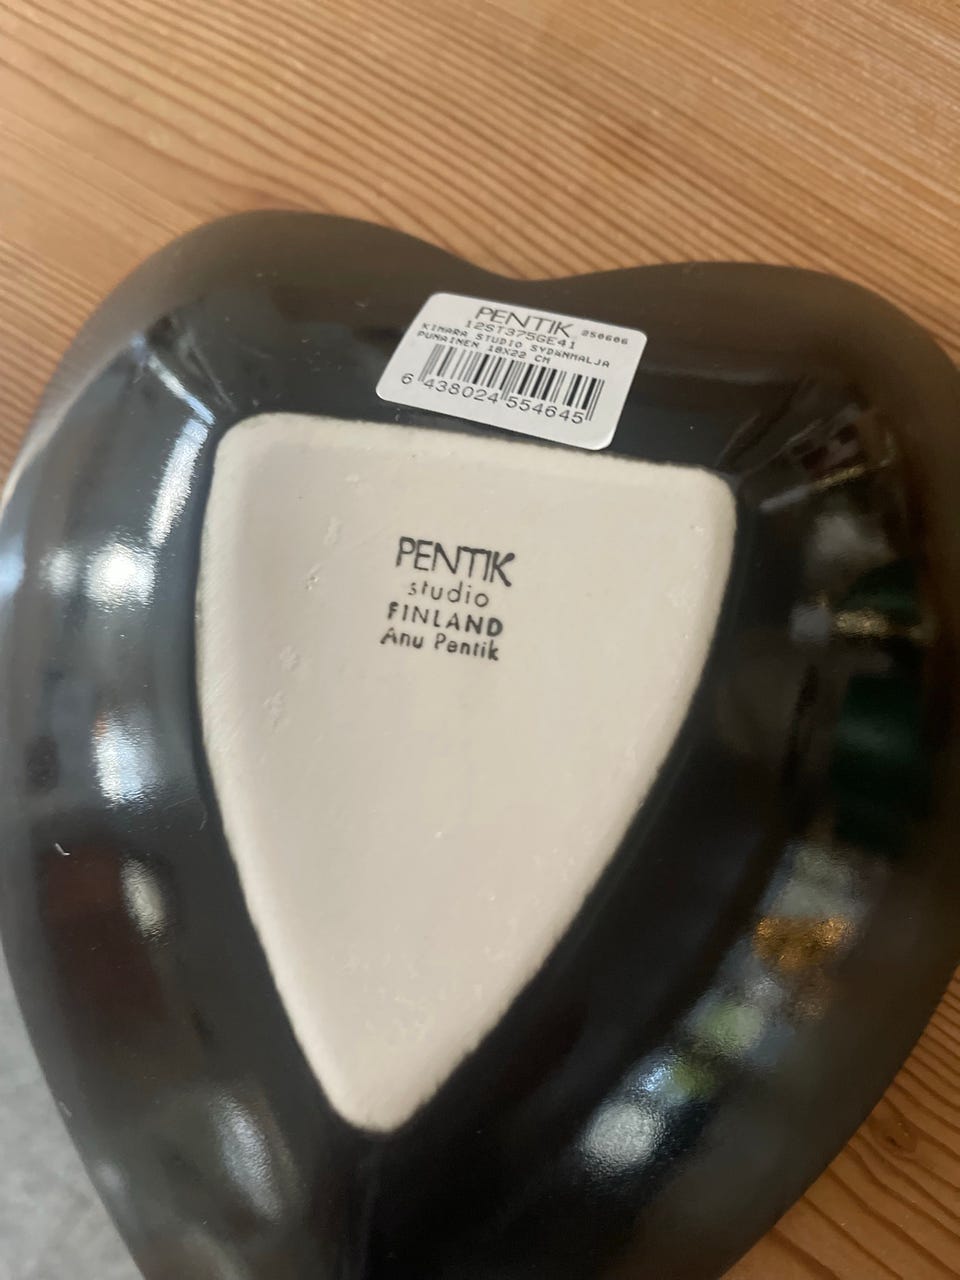 PENTIK
12ST375GE41 250606
KIMARA STUDIO SYDÄNMALJA
PUNAINEN 18X22 CM
6 438024 554645
PENTIK
studio
FINLAND
Anu Pentik